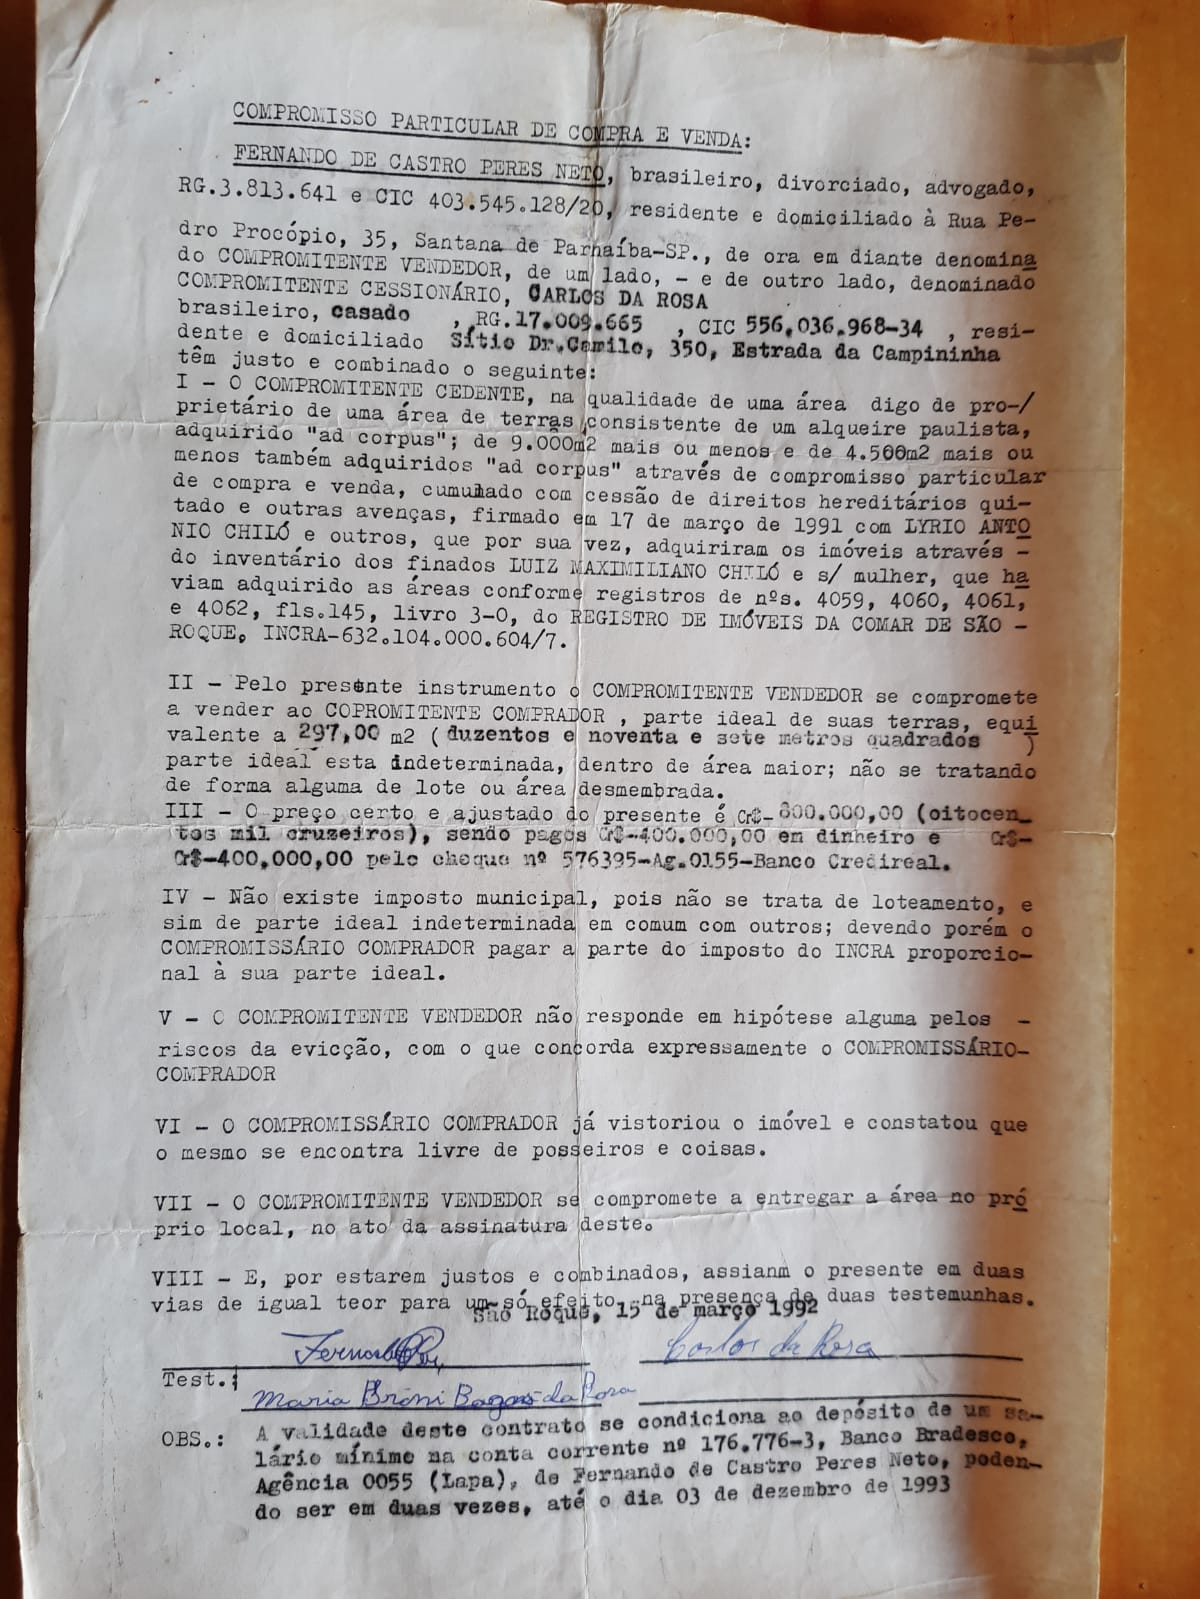 COMPROMISSO PARTICULAR DE COMPRA E VENDA:
FERNANDO DE CASTRO PERES NETO, brasileiro, divorciado, advogado,
RG.3.813.641 e CIC 403.545.128/20, residente e domiciliado à Rua Pe-
dro Procópio, 35, Santana de Parnaíba-SP., de ora em diante denomina
do COMPROMITENTE VENDEDOR, de um lado, - e de outro lado, denominado
COMPROMITENTE CESSIONÁRIO, CARLOS DA ROSA
brasileiro, casado , RG.17.009.665 , CIC 556.036.968-34 , resi-
dente e domiciliado Sítio Dr.Camilo, 350, Estrada da Campininha
têm justo e combinado o seguinte:
I - O COMPROMITENTE CEDENTE, na qualidade de uma área digo de pro-/
prietário de uma área de terras consistente de um alqueire paulista,
adquirido "ad corpus"; de 9.000m2 mais ou menos e de 4.500m2 mais ou
menos também adquiridos "ad corpus" através de compromisso particular
de compra e venda, cumulado com cessão de direitos hereditários qui-
tado e outras avenças, firmado em 17 de março de 1991 com LYRIO ANTO
NIO CHILÓ e outros, que por sua vez, adquiriram os imóveis através -
do inventário dos finados LUIZ MAXIMILIANO CHILÓ e s/ mulher, que ha
viam adquirido as áreas conforme registros de nºs. 4059, 4060, 4061,
e 4062, fls.145, livro 3-O, do REGISTRO DE IMÓVEIS DA COMAR DE SÃO -
ROQUE, INCRA-632.104.000.604/7.
II - Pelo presente instrumento o COMPROMITENTE VENDEDOR se compromete
a vender ao COPROMITENTE COMPRADOR , parte ideal de suas terras, equi
valente a 297,00 m2 ( duzentos e noventa e sete metros quadrados )
parte ideal esta indeterminada, dentro de área maior; não se tratando
de forma alguma de lote ou área desmembrada.
III - O preço certo e ajustado do presente é Cr$- 800.000,00 (oitocen_
tos mil cruzeiros), sendo pagos Cr$-400.000,00 em dinheiro e Cr$-
Cr$-400.000,00 pelo cheque nº 576395-Ag.0155-Banco Credireal.
IV - Não existe imposto municipal, pois não se trata de loteamento, e
sim de parte ideal indeterminada em comum com outros; devendo porém o
COMPROMISSÁRIO COMPRADOR pagar a parte do imposto do INCRA proporcio-
nal à sua parte ideal.
V - O COMPROMITENTE VENDEDOR não responde em hipótese alguma pelos -
riscos da evicção, com o que concorda expressamente o COMPROMISSÁRIO-
COMPRADOR
VI - O COMPROMISSÁRIO COMPRADOR já vistoriou o imóvel e constatou que
o mesmo se encontra livre de posseiros e coisas.
VII - O COMPROMITENTE VENDEDOR se compromete a entregar a área no pró
prio local, no ato da assinatura deste.
VIII - E, por estarem justos e combinados, assianm o presente em duas
vias de igual teor para um só efeito, na presença de duas testemunhas.
São Roque, 15 de março 1992
Carlos da Rosa
Test.:
Maria da Rosa
OBS.: A validade deste contrato se condiciona ao depósito de um sa-
lário mínimo na conta corrente nº 176.776-3, Banco Bradesco,
Agência 0055 (Lapa), de Fernando de Castro Peres Neto, poden-
do ser em duas vezes, até o dia 03 de dezembro de 1993